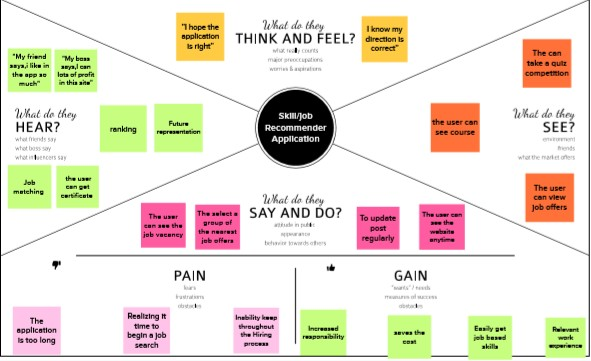 What do they
THINK AND FEEL?
what really counts
major preoccupations
worries & aspirations
"I hope the
application
is right"
I know my
direction is
correct"
"My friend
says,i like in
the app so
much"
"My boss
says,I can
lots of profit
in this site"
What do they
HEAR?
what friends say
what boss say
what influencers say
ranking
Future
representation
Job
matching
the user
can get
certificate
Skill/Job
Recommender
Application
The can
take a quiz
competition
the user can
see course
What do they
SEE?
environment
friends
what the market offers
The user
can view
job offers
What do they
SAY AND DO?
attitude in public
appearance
behavior towards others
The user
can see the
job vacancy
The select a
group of
the nearest
job offers
To update
post
regularly
The user can
see the
website
anytime
PAIN
fears
frustrations
obstacles
The
application
is too long
Realizing it
time to
begin a job
search
Inability keep
throughout
the Hiring
process
GAIN
"wants" / needs
measures of success
obstacles
Increased
responsibility
saves the
cost
Easily get
job based
skills
Relevant
work
experience